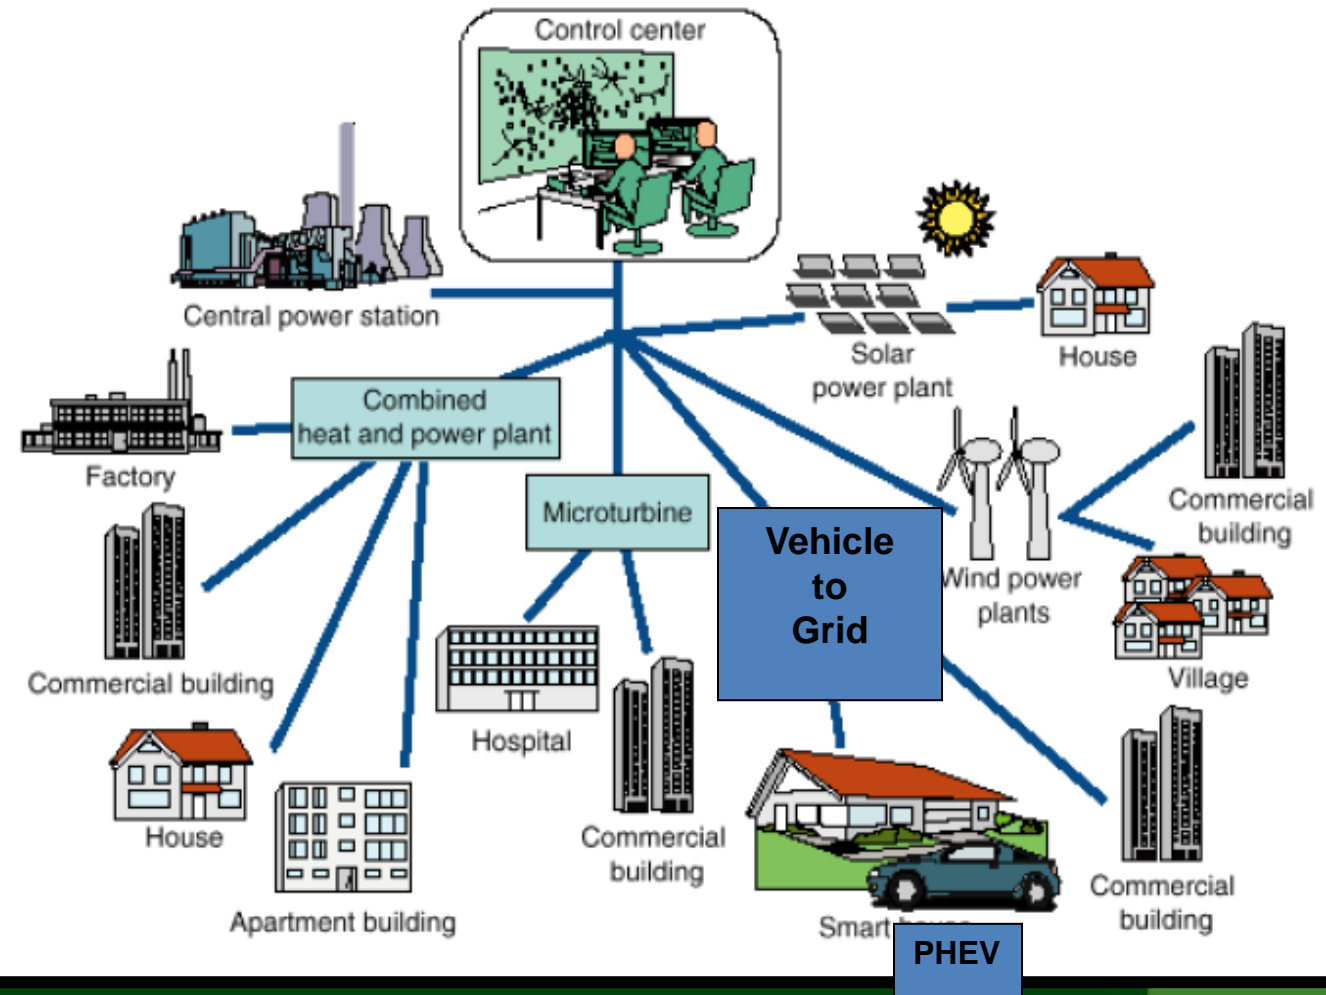 Control center
Central power station
Solar
power plant
House
Combined
heat and power plant
Factory
Microturbine
Commercial
building
Vehicle
to
Grid
Wind power
plants
Commercial building
Village
Hospital
House
Commercial
building
Apartment building
Smart
Commercial
building
PHEV